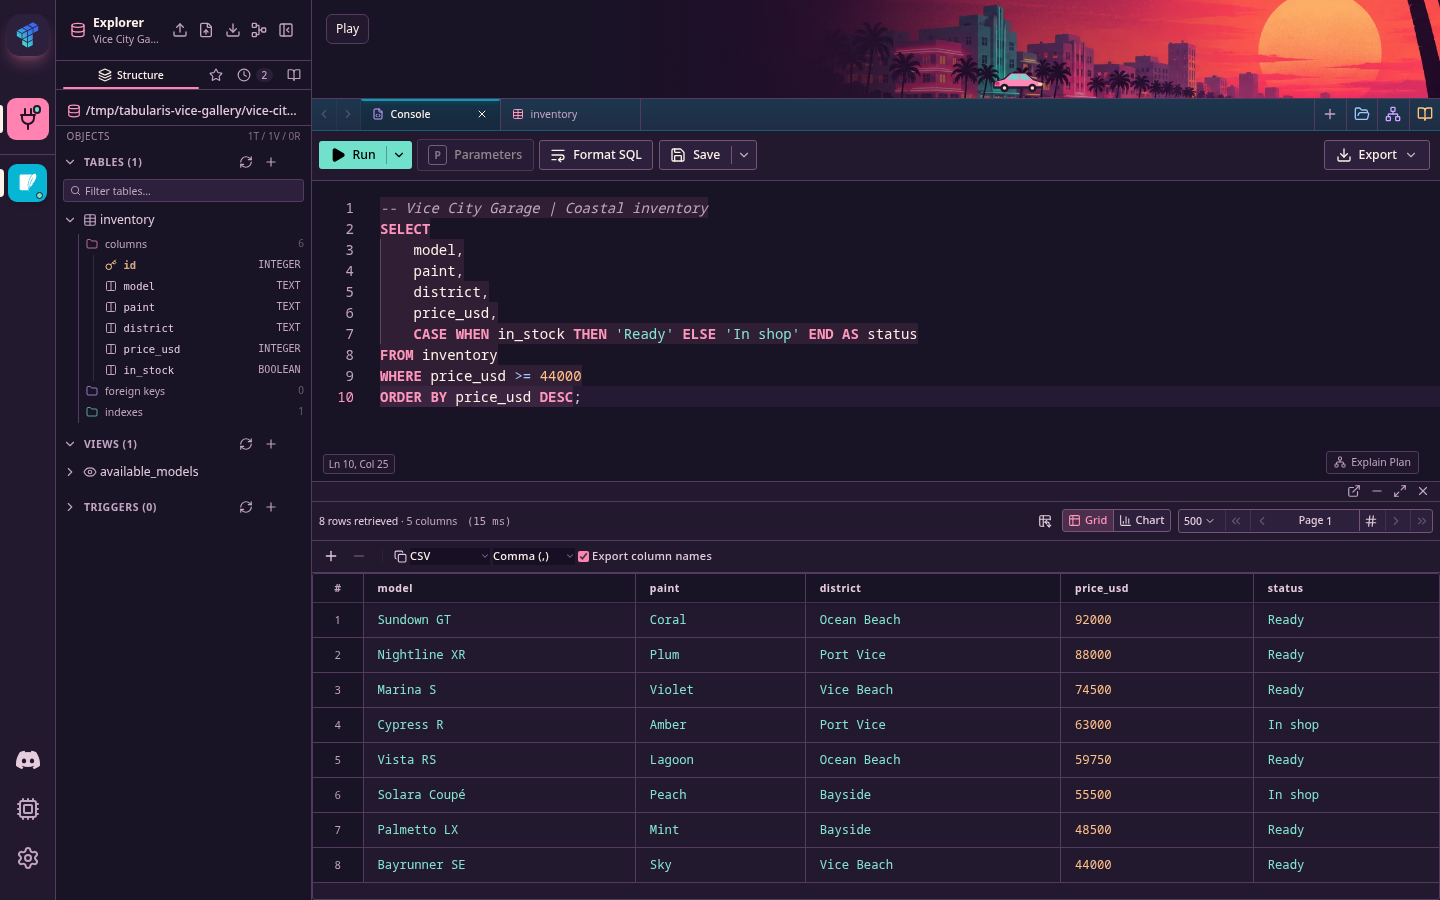 Explorer
Vice City Ga...
Play
Structure
2
/tmp/tabularis-vice-gallery/vice-cit...
OBJECTS 1T / 1V / 0R
TABLES (1)
Filter tables...
inventory
columns 6
id INTEGER
model TEXT
paint TEXT
district TEXT
price_usd INTEGER
in_stock BOOLEAN
foreign keys 0
indexes 1
VIEWS (1)
available_models
TRIGGERS (0)
Console
inventory
Run
P Parameters
Format SQL
Save
Export
1 -- Vice City Garage | Coastal inventory
2 SELECT
3 model,
4 paint,
5 district,
6 price_usd,
7 CASE WHEN in_stock THEN 'Ready' ELSE 'In shop' END AS status
8 FROM inventory
9 WHERE price_usd >= 44000
10 ORDER BY price_usd DESC;
Ln 10, Col 25
Explain Plan
8 rows retrieved · 5 columns (15 ms)
Grid
Chart
500
Page 1
#
CSV
Comma (,)
Export column names
# model paint district price_usd status
1 Sundown GT Coral Ocean Beach 92000 Ready
2 Nightline XR Plum Port Vice 88000 Ready
3 Marina S Violet Vice Beach 74500 Ready
4 Cypress R Amber Port Vice 63000 In shop
5 Vista RS Lagoon Ocean Beach 59750 Ready
6 Solara Coupé Peach Bayside 55500 In shop
7 Palmetto LX Mint Bayside 48500 Ready
8 Bayrunner SE Sky Vice Beach 44000 Ready